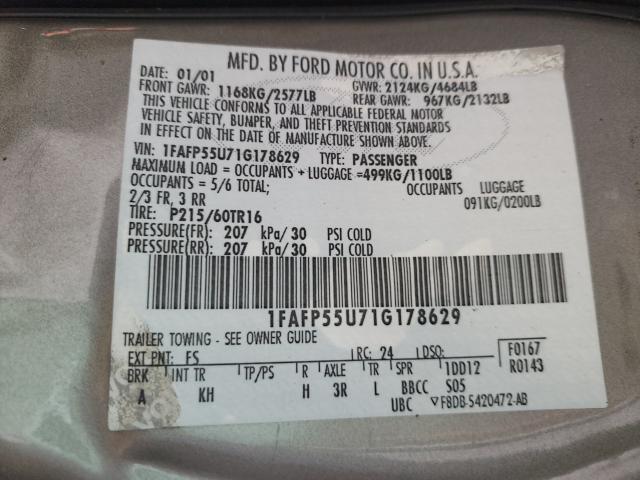 MFD. BY FORD MOTOR CO. IN U.S.A.
DATE: 01/01 GVWR: 2124KG/4684LB
FRONT GAWR: 1168KG/2577LB REAR GAWR: 967KG/2132LB
THIS VEHICLE CONFORMS TO ALL APPLICABLE FEDERAL MOTOR
VEHICLE SAFETY, BUMPER, AND THEFT PREVENTION STANDARDS
IN EFFECT ON THE DATE OF MANUFACTURE SHOWN ABOVE.
VIN: 1FAFP55U71G178629 TYPE: PASSENGER
MAXIMUM LOAD = OCCUPANTS + LUGGAGE =499KG/1100LB
OCCUPANTS = 5/6 TOTAL; OCCUPANTS LUGGAGE
2/3 FR, 3 RR 091KG/0200LB
TIRE: P215/60TR16
PRESSURE(FR): 207 kPa/30 PSI COLD
PRESSURE(RR): 207 kPa/30 PSI COLD
1FAFP55U71G178629
TRAILER TOWING - SEE OWNER GUIDE
EXT PNT: FS RC: 24 DSO: F0167
BRK INT TR TP/PS R AXLE TR SPR 1DD12 R0143
A KH H 3R L BBCC S05
UBC ▽F8DB-5420472-AB